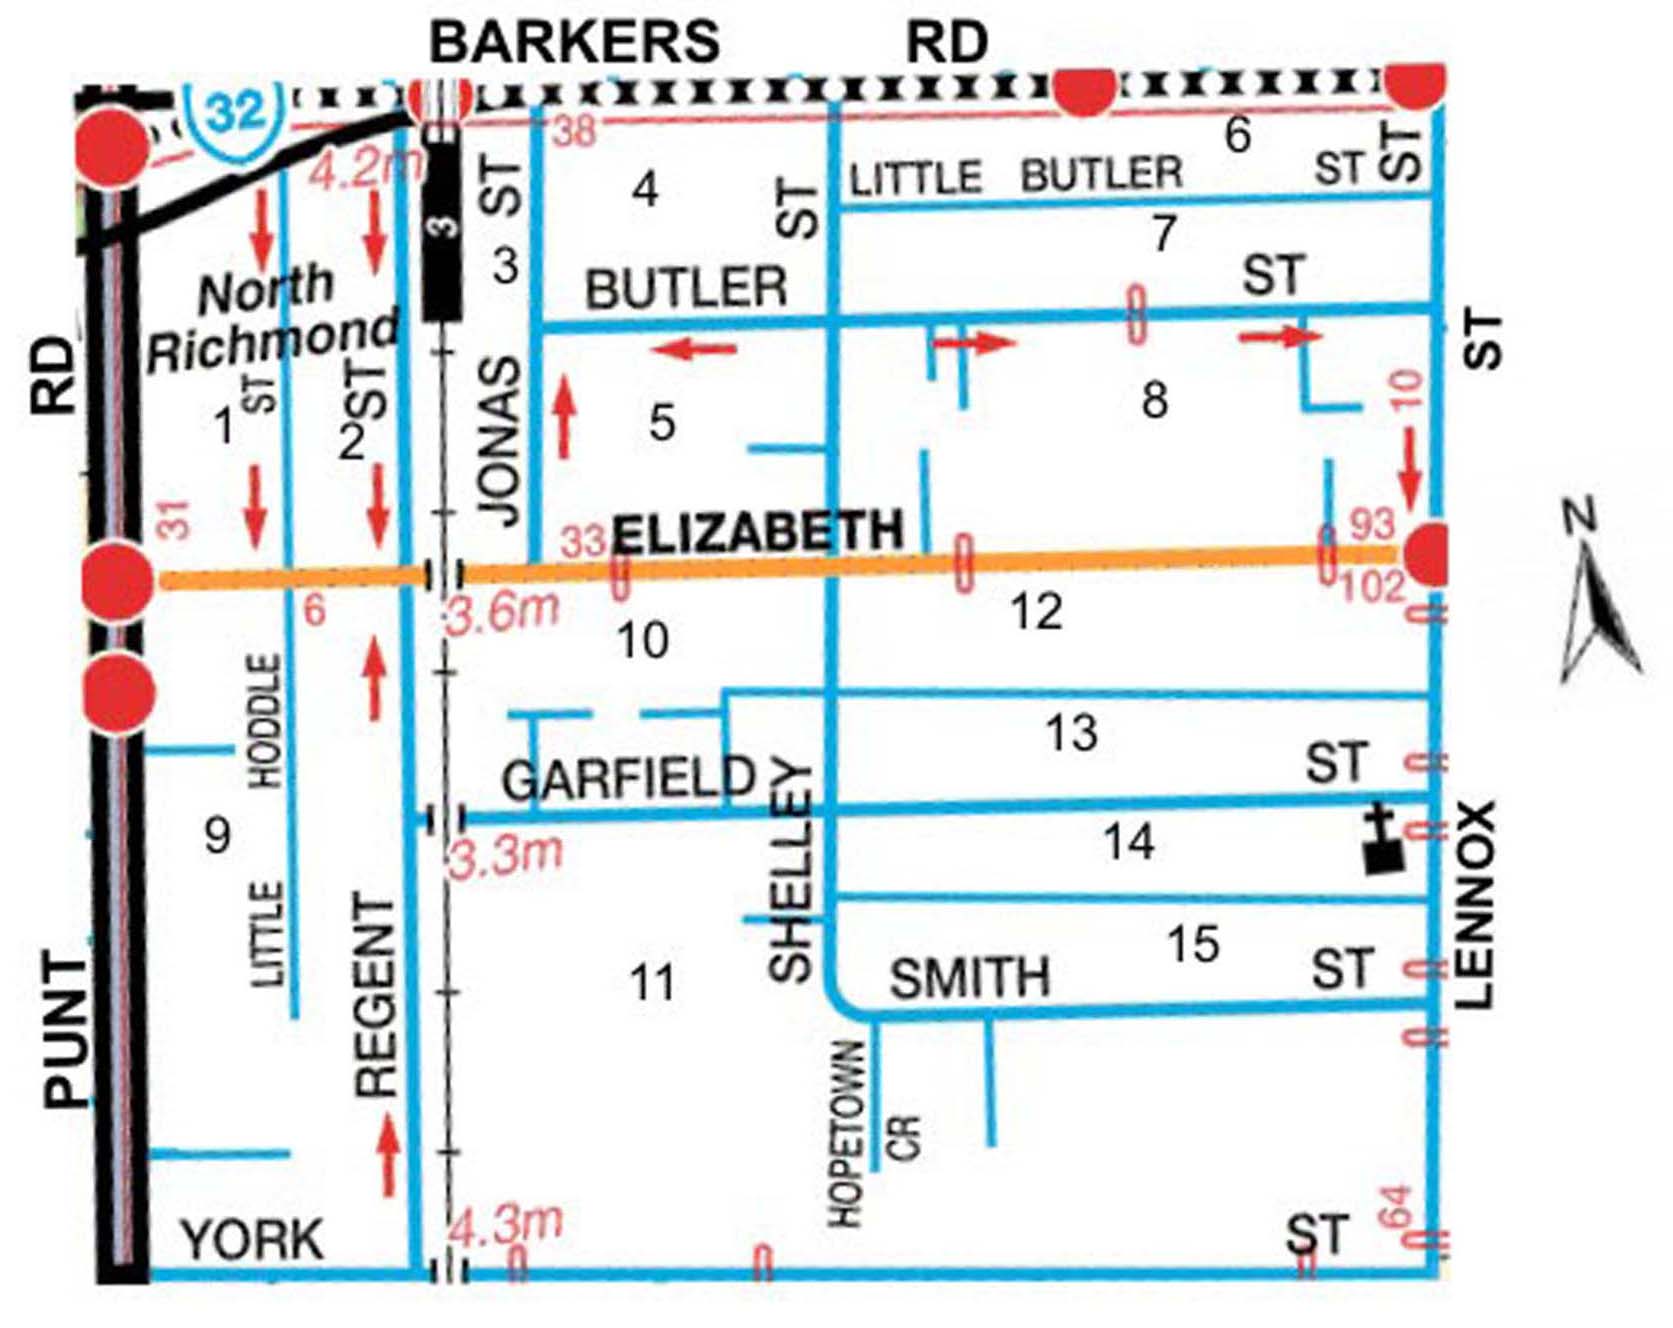 BARKERS RD
32
38
6
4.2m
ST
ST
4
ST
LITTLE BUTLER ST
3
3
7
North
Richmond
BUTLER
ST
RD
ST
ST
ST
1
2
JONAS
5
8
10
31
33
ELIZABETH
93
102
6
3.6m
10
12
LITTLE HODDLE
13
GARFIELD
ST
9
3.3m
14
SHELLEY
LENNOX
REGENT
11
15
SMITH
ST
PUNT
HOPETOWN
CR
YORK
4.3m
ST
64
N